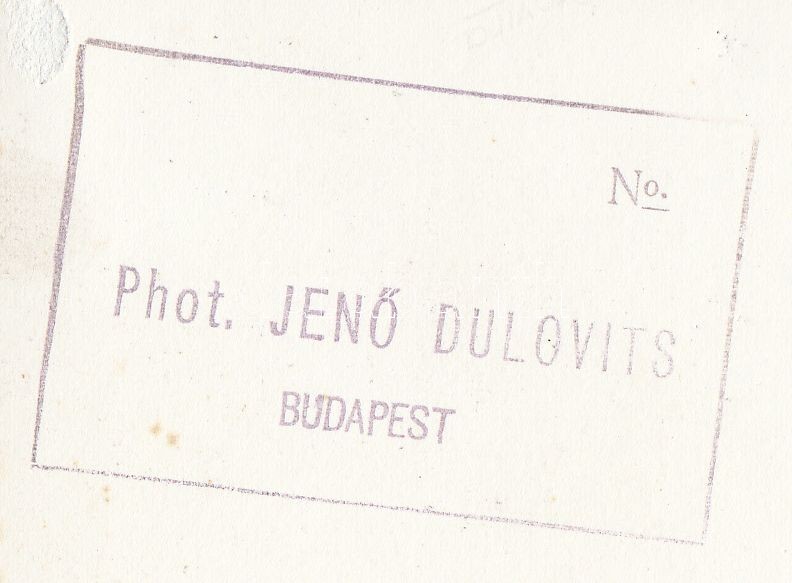 No.
Phot. JENŐ DULOVITS
BUDAPEST